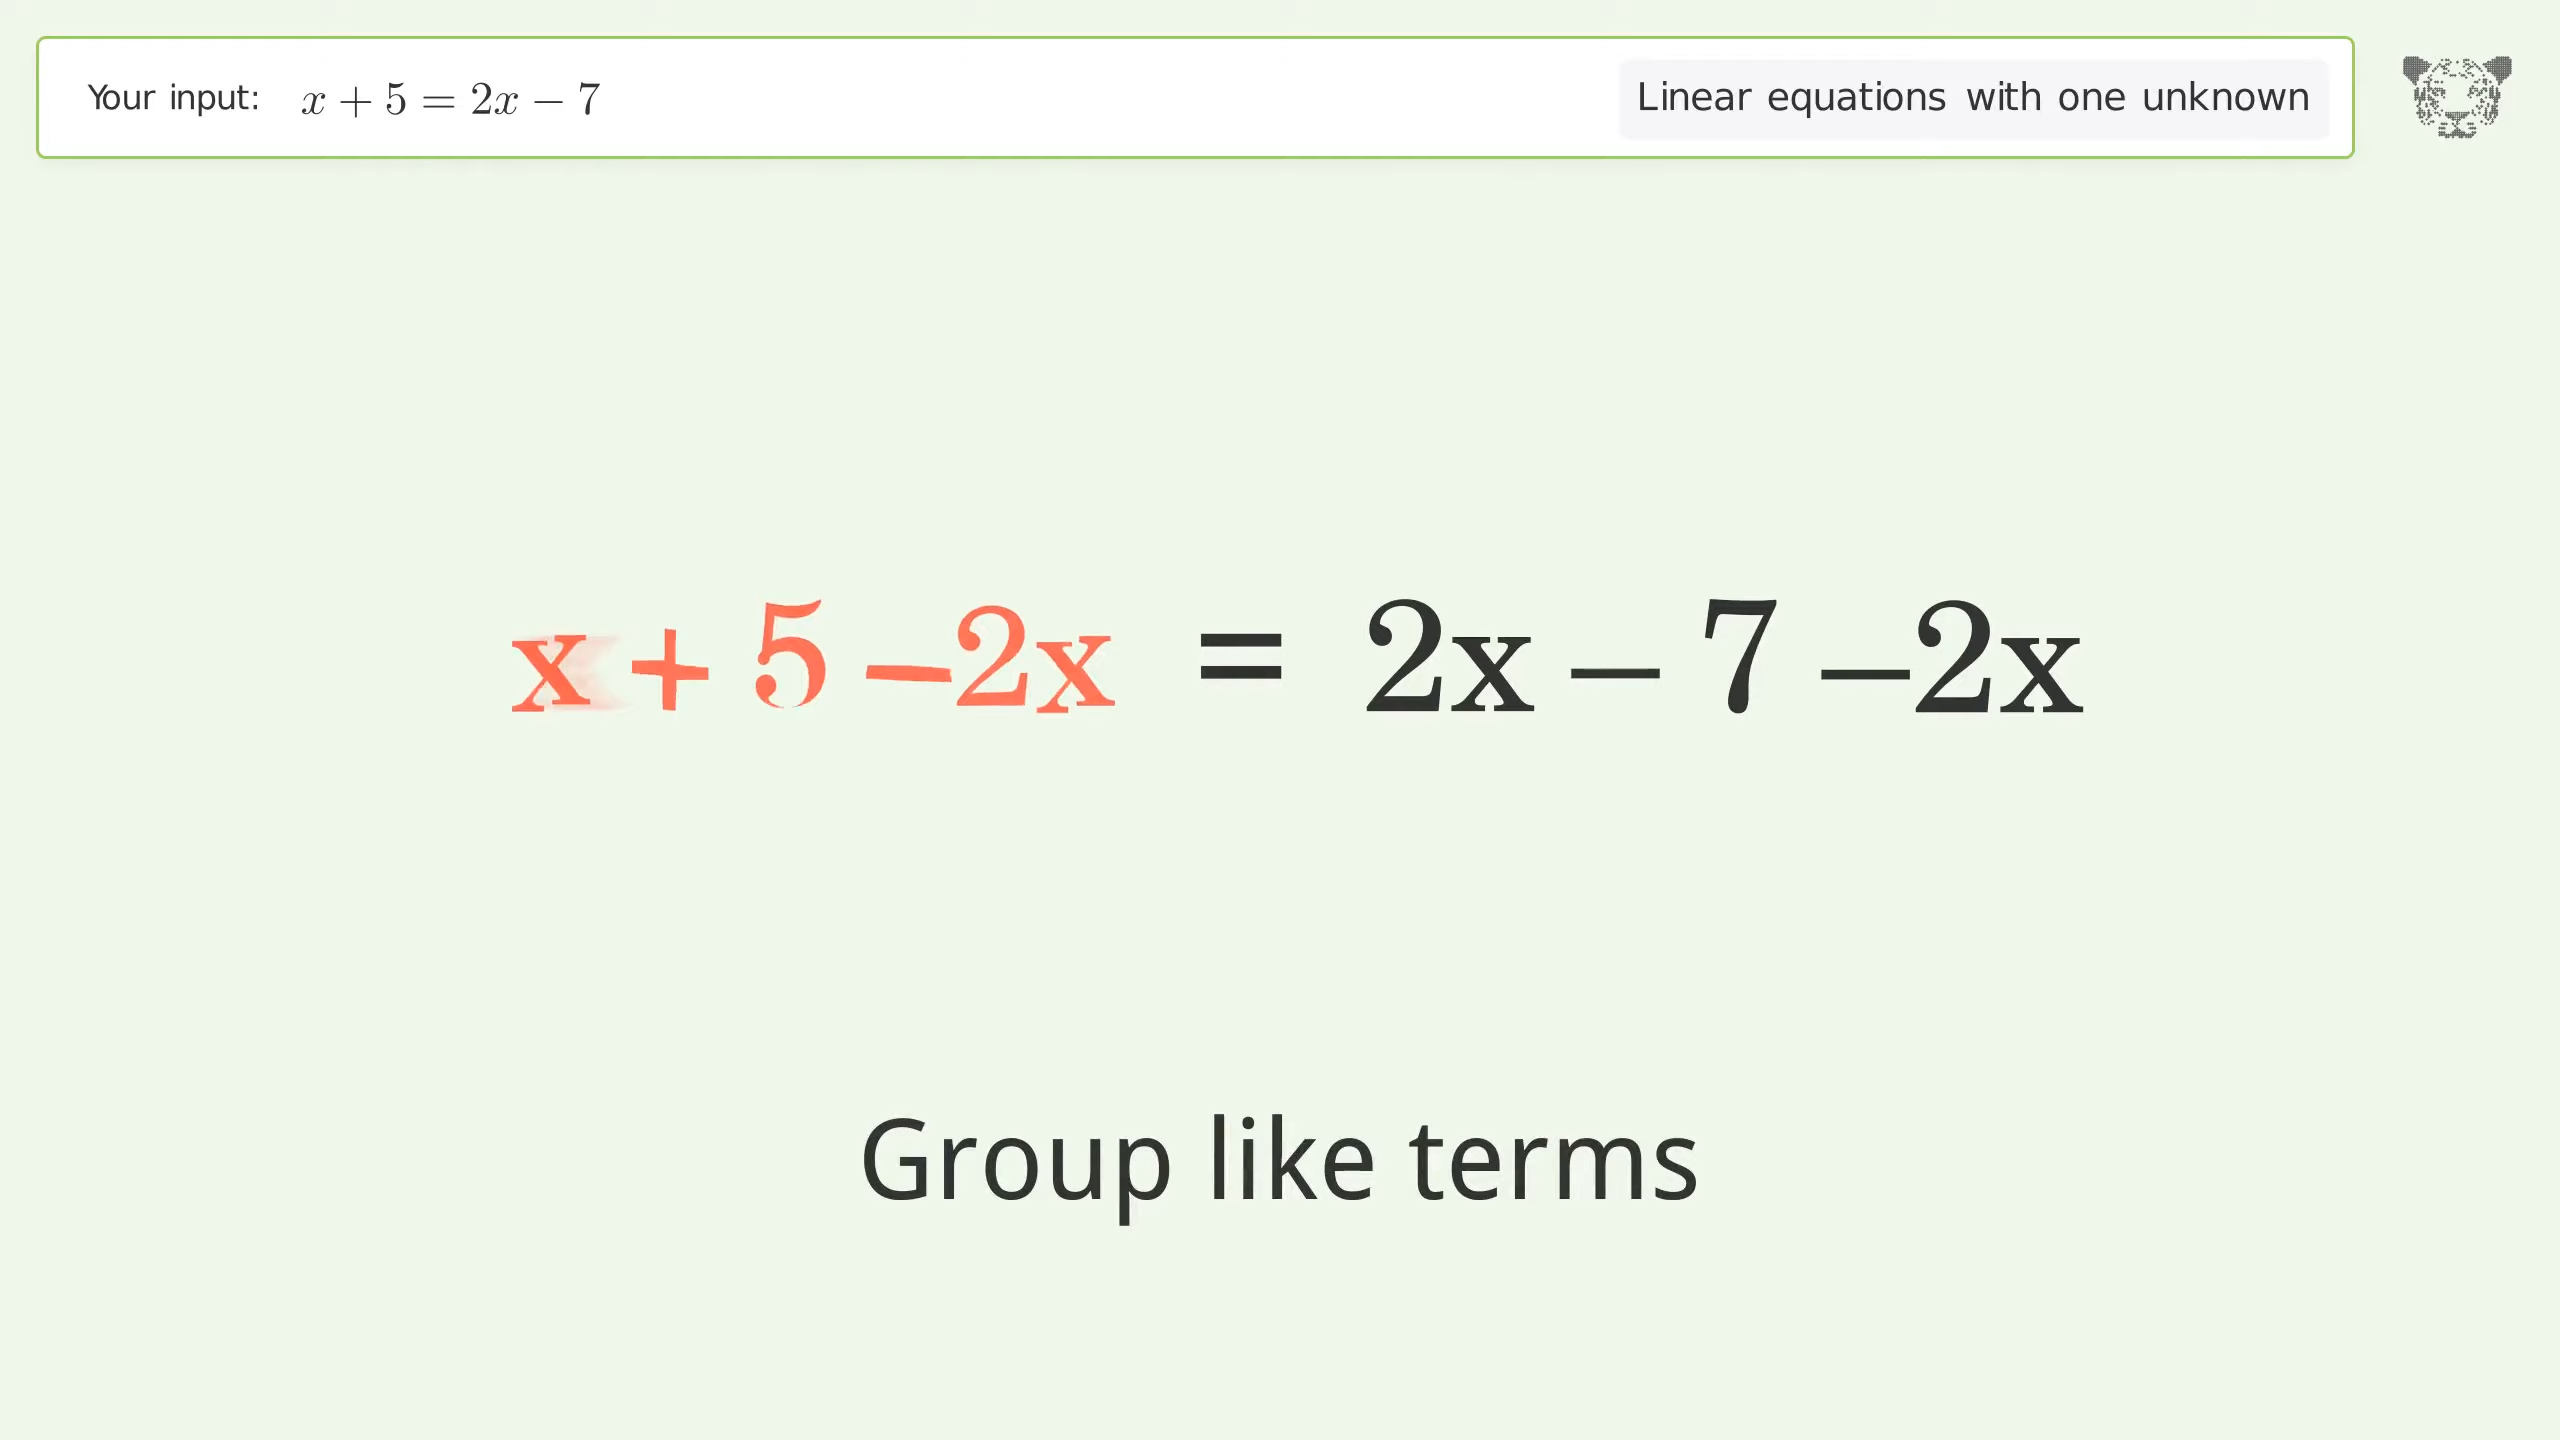 Your input: x + 5 = 2x − 7
Linear equations with one unknown
x + 5 −2x = 2x − 7 −2x
Group like terms